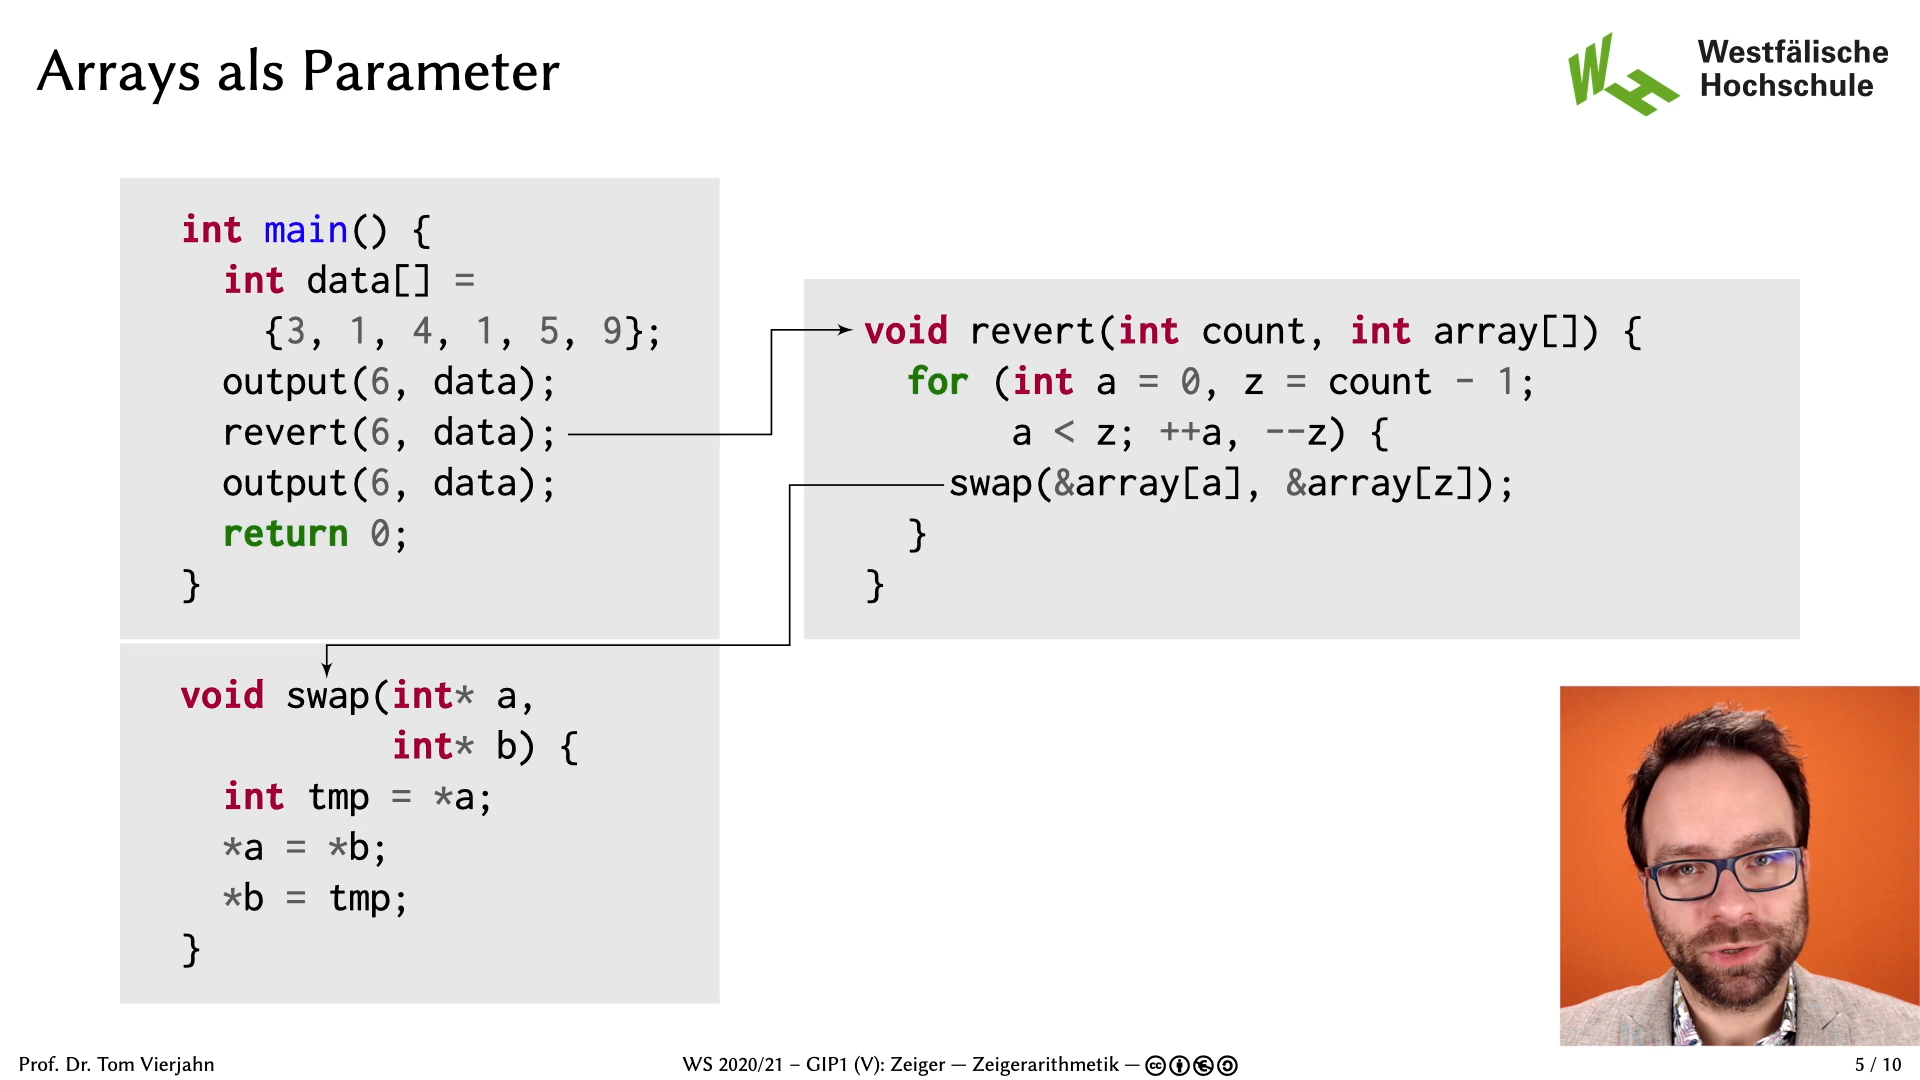 Arrays als Parameter
Westfälische
Hochschule
int main() {
int data[] =
{3, 1, 4, 1, 5, 9};
output(6, data);
revert(6, data);
output(6, data);
return 0;
}
void revert(int count, int array[]) {
for (int a = 0, z = count - 1;
a < z; ++a, --z) {
swap(&array[a], &array[z]);
}
}
void swap(int* a,
int* b) {
int tmp = *a;
*a = *b;
*b = tmp;
}
Prof. Dr. Tom Vierjahn
WS 2020/21 – GIP1 (V): Zeiger — Zeigerarithmetik —
5 / 10